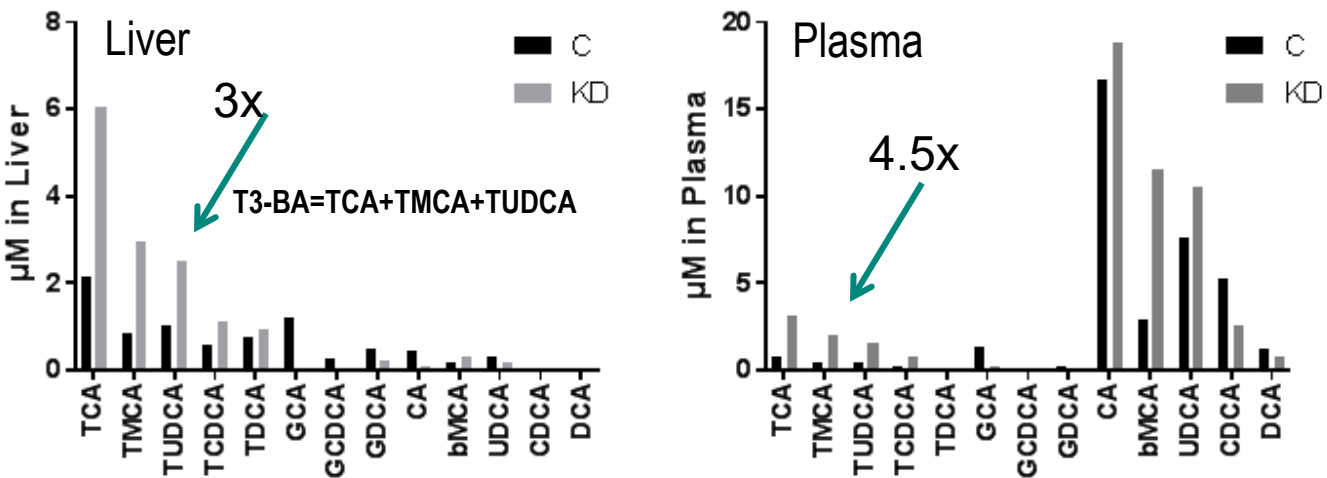 Liver
C
KD
3x
T3-BA=TCA+TMCA+TUDCA
µM in Liver
8
6
4
2
0
TCA
TMCA
TUDCA
TCDCA
TDCA
GCA
GCDCA
GDCA
CA
bMCA
UDCA
CDCA
DCA
Plasma
C
KD
4.5x
µM in Plasma
20
15
10
5
0
TCA
TMCA
TUDCA
TCDCA
TDCA
GCA
GCDCA
GDCA
CA
bMCA
UDCA
CDCA
DCA